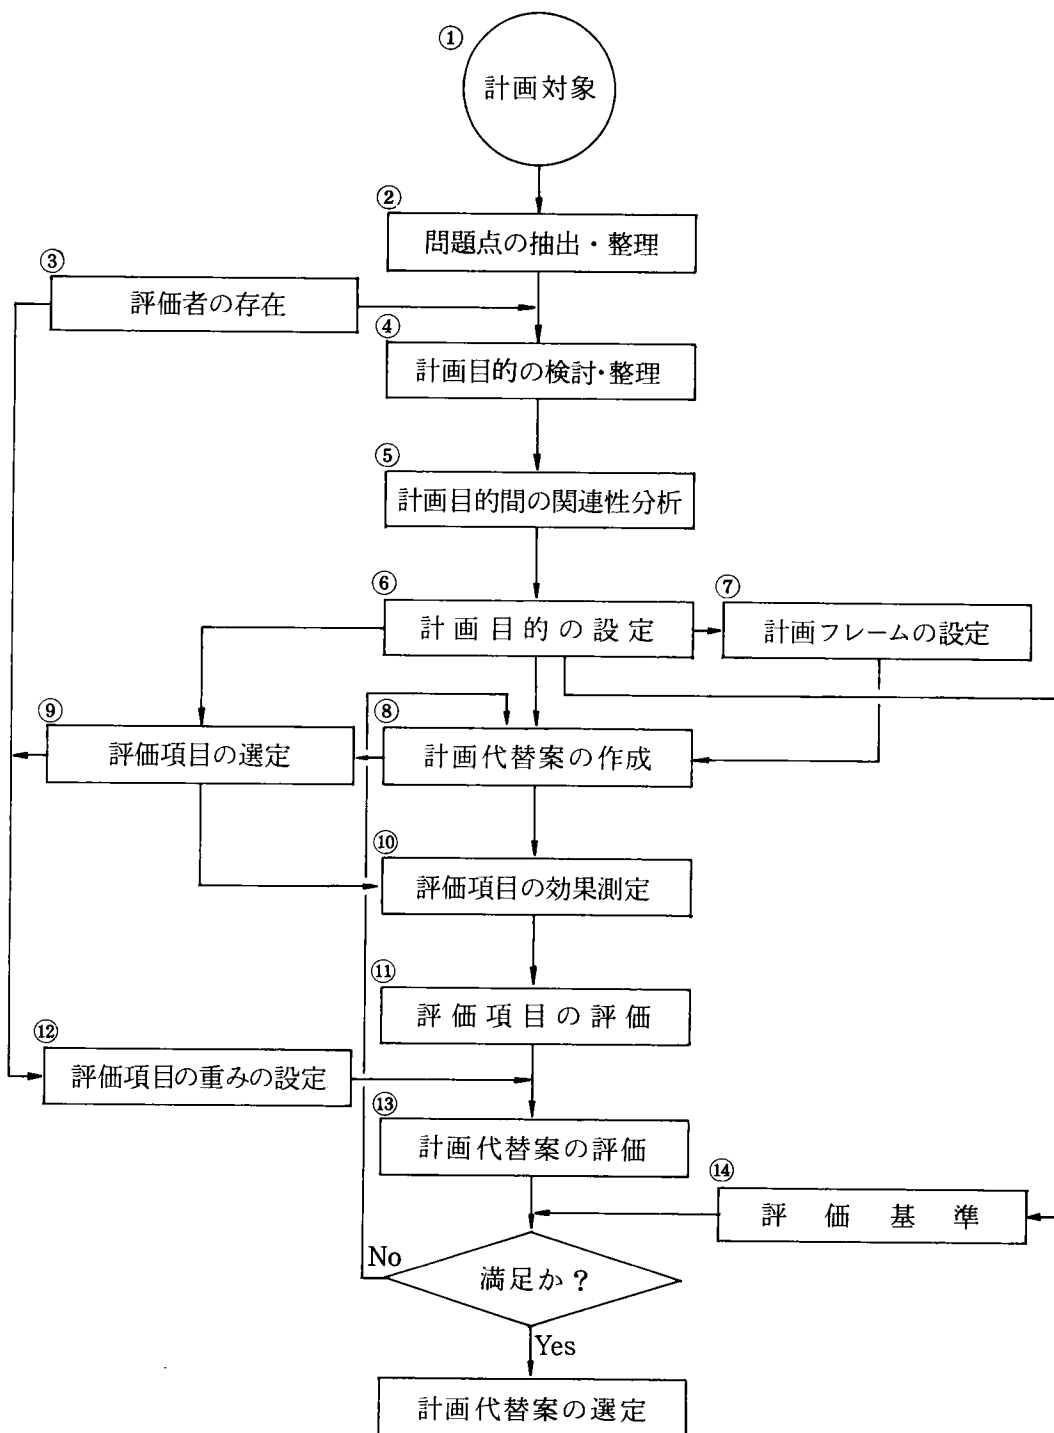 ①
計画対象
②
問題点の抽出・整理
③
評価者の存在
④
計画目的の検討・整理
⑤
計画目的間の関連性分析
⑥
計画目的の設定
⑦
計画フレームの設定
⑧
計画代替案の作成
⑨
評価項目の選定
⑩
評価項目の効果測定
⑪
評価項目の評価
⑫
評価項目の重みの設定
⑬
計画代替案の評価
⑭
評価基準
No
満足か？
Yes
計画代替案の選定